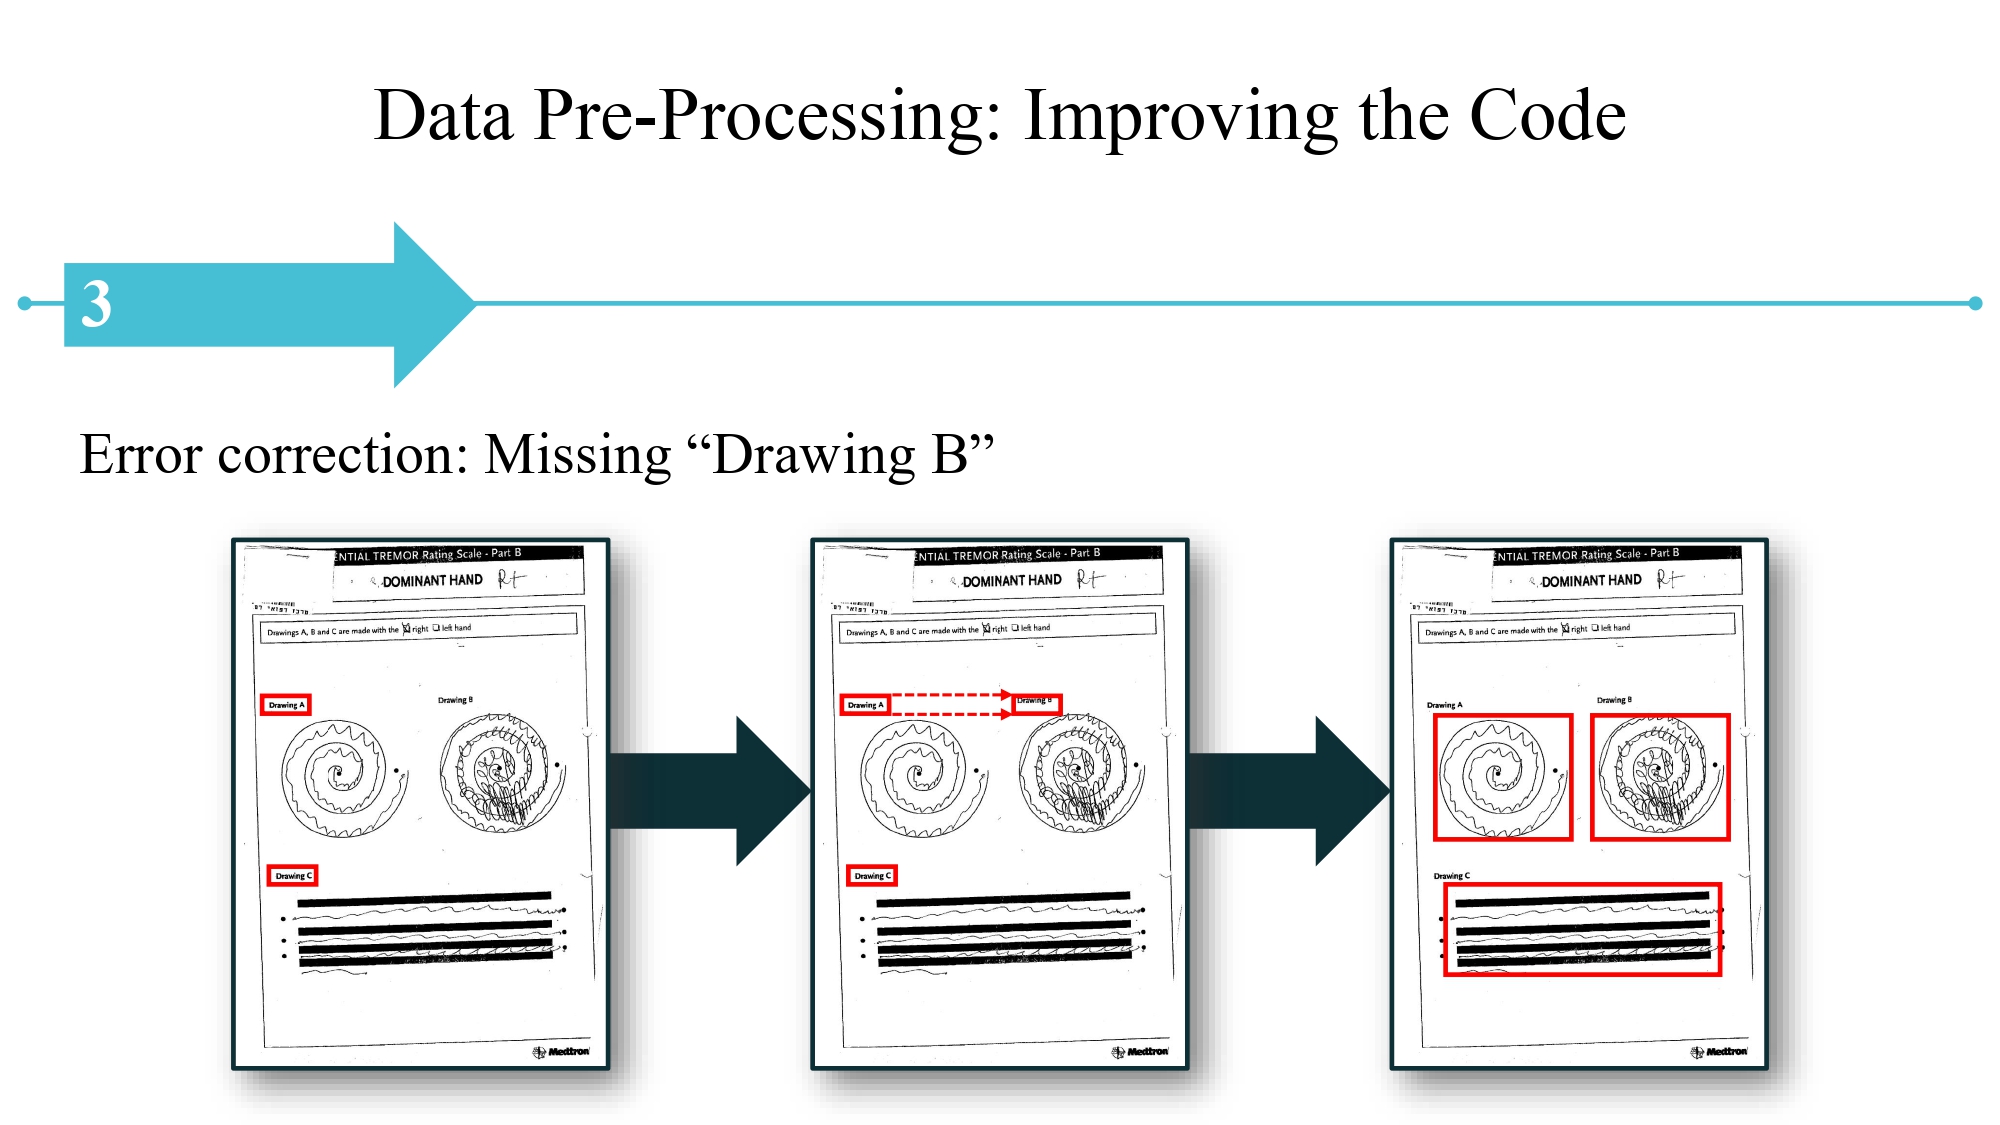 Data Pre-Processing: Improving the Code
3
Error correction: Missing “Drawing B”
ENTIAL TREMOR Rating Scale - Part B
DOMINANT HAND Rt
Drawings A, B and C are made with the right left hand
Drawing A
Drawing B
Drawing C
Medtron
ENTIAL TREMOR Rating Scale - Part B
DOMINANT HAND Rt
Drawings A, B and C are made with the right left hand
Drawing A
Drawing B
Drawing C
Medtron
ENTIAL TREMOR Rating Scale - Part B
DOMINANT HAND Rt
Drawings A, B and C are made with the right left hand
Drawing A
Drawing B
Drawing C
Medtron